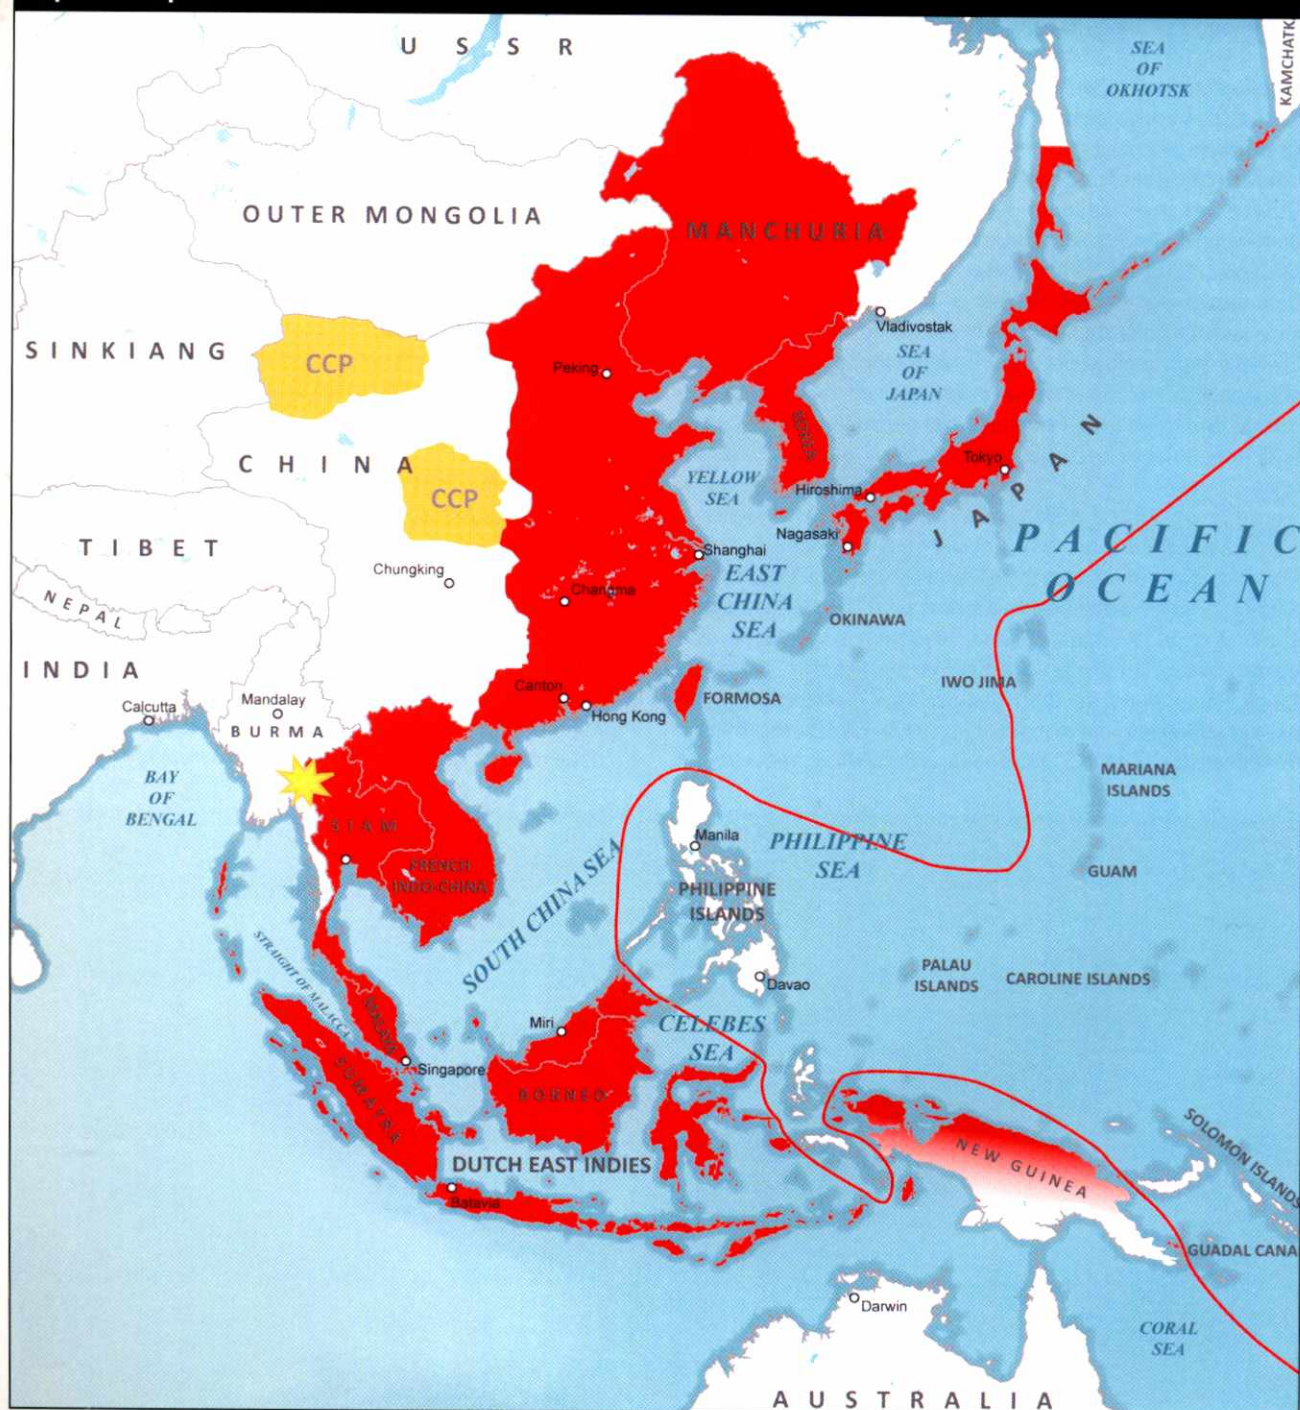 U S S R
SEA
OF
OKHOTSK
KAMCHATK
OUTER MONGOLIA
MANCHURIA
Vladivostak
SEA
OF
JAPAN
SINKIANG
CCP
Peking
KOREA
CHINA
CCP
YELLOW
SEA
Tokyo
Hiroshima
JAPAN
Nagasaki
PACIFIC
OCEAN
TIBET
Shanghai
EAST
CHINA
SEA
Chungking
Changme
NEPAL
OKINAWA
INDIA
IWO JIMA
Canton
FORMOSA
Hong Kong
Calcutta
Mandalay
BURMA
BAY
OF
BENGAL
MARIANA
ISLANDS
SIAM
Manila
PHILIPPINE
SEA
FRENCH
INDO-CHINA
GUAM
PHILIPPINE
ISLANDS
SOUTH CHINA SEA
STRAIGHT OF MALACCA
PALAU
ISLANDS
CAROLINE ISLANDS
Davao
MALAYA
Miri
CELEBES
SEA
Singapore
SUMATRA
BORNEO
DUTCH EAST INDIES
NEW GUINEA
SOLOMON ISLANDS
Batavia
GUADAL CANA
Darwin
CORAL
SEA
AUSTRALIA